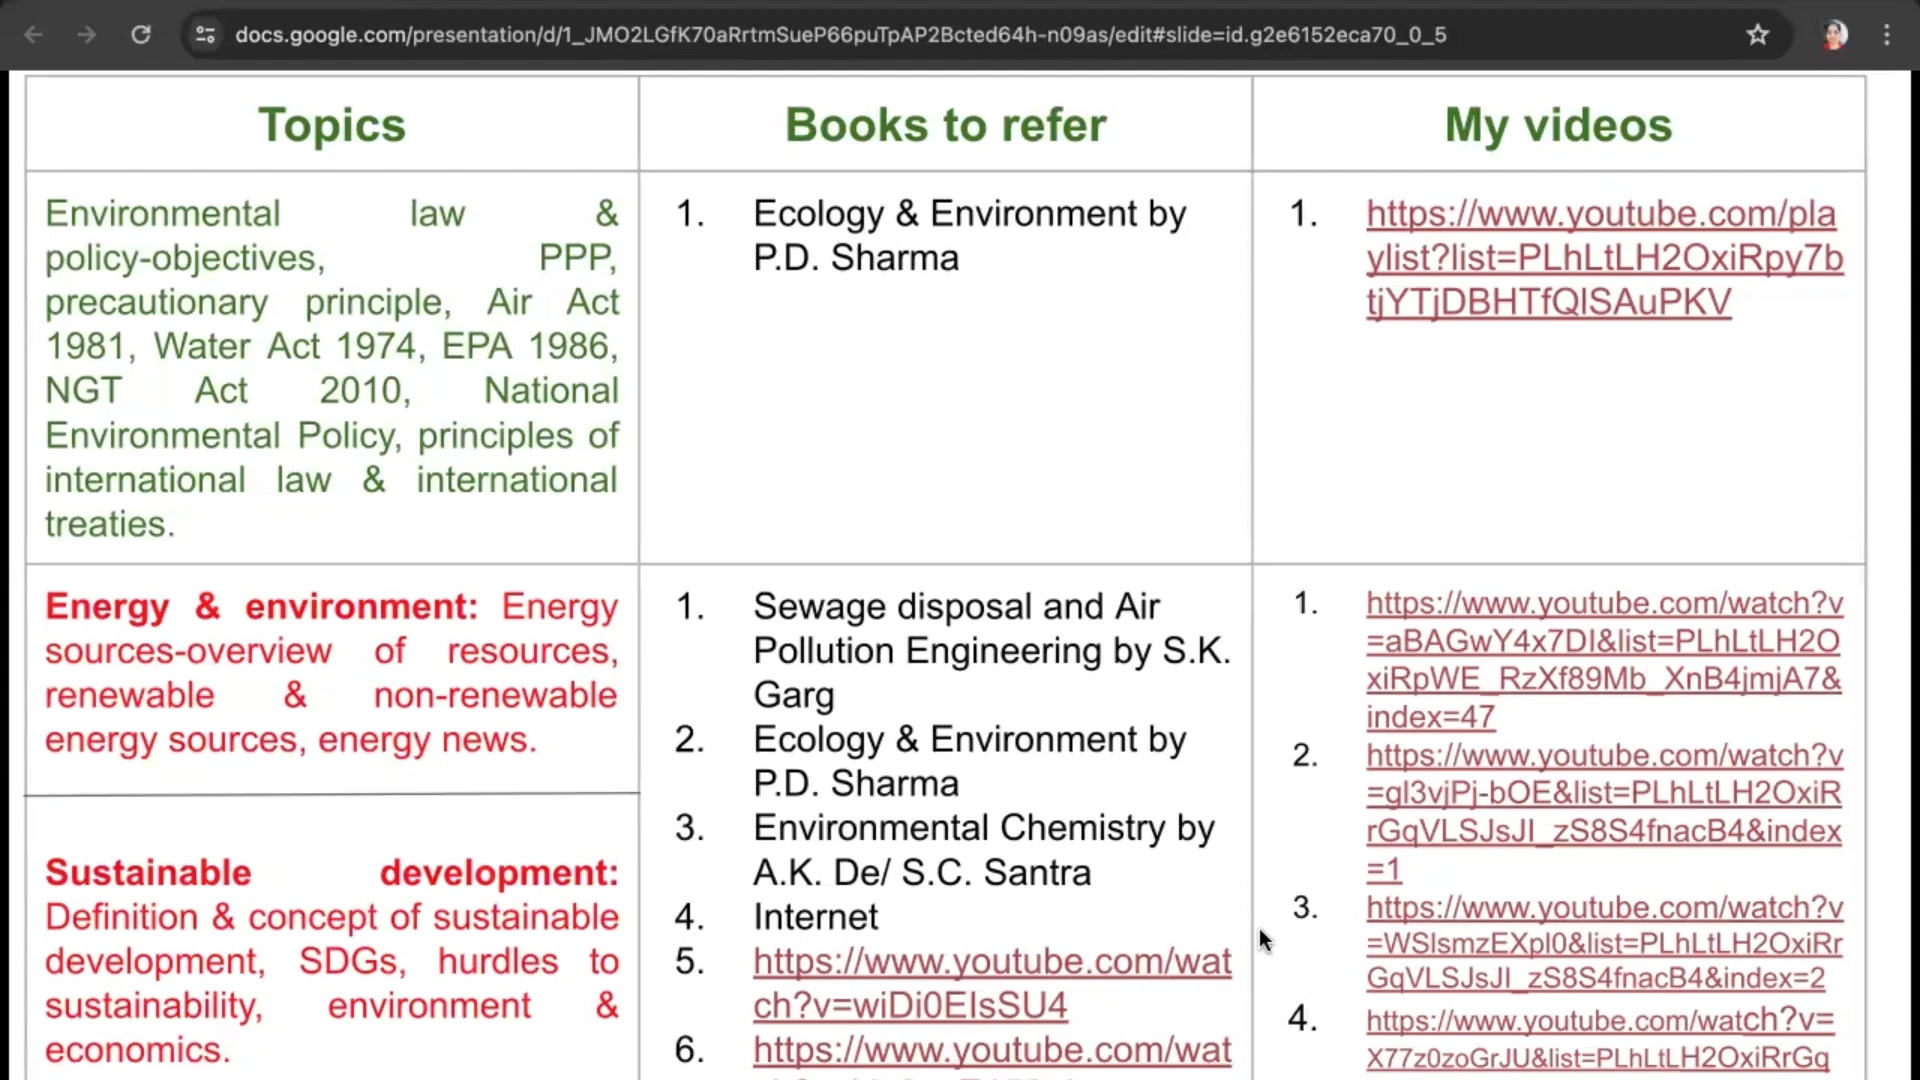 docs.google.com/presentation/d/1_JMO2LGfK70aRrtmSueP66puTpAP2Bcted64h-n09as/edit#slide=id.g2e6152eca70_0_5
Topics
Books to refer
My videos
Environmental law &
policy-objectives, PPP,
precautionary principle, Air Act
1981, Water Act 1974, EPA 1986,
NGT Act 2010, National
Environmental Policy, principles of
international law & international
treaties.
1. Ecology & Environment by
P.D. Sharma
1. https://www.youtube.com/pla
ylist?list=PLhLtLH2OxiRpy7b
tjYTjDBHTfQlSAuPKV
Energy & environment: Energy
sources-overview of resources,
renewable & non-renewable
energy sources, energy news.
Sustainable development:
Definition & concept of sustainable
development, SDGs, hurdles to
sustainability, environment &
economics.
1. Sewage disposal and Air
Pollution Engineering by S.K.
Garg
2. Ecology & Environment by
P.D. Sharma
3. Environmental Chemistry by
A.K. De/ S.C. Santra
4. Internet
5. https://www.youtube.com/wat
ch?v=wiDi0EIsSU4
6. https://www.youtube.com/wat
1. https://www.youtube.com/watch?v
=aBAGwY4x7DI&list=PLhLtLH2O
xiRpWE_RzXf89Mb_XnB4jmjA7&
index=47
2. https://www.youtube.com/watch?v
=gl3vjPj-bOE&list=PLhLtLH2OxiR
rGqVLSJsJI_zS8S4fnacB4&index
=1
3. https://www.youtube.com/watch?v
=WSlsmzEXpl0&list=PLhLtLH2OxiRr
GqVLSJsJI_zS8S4fnacB4&index=2
4. https://www.youtube.com/watch?v=
X77z0zoGrJU&list=PLhLtLH2OxiRrGq